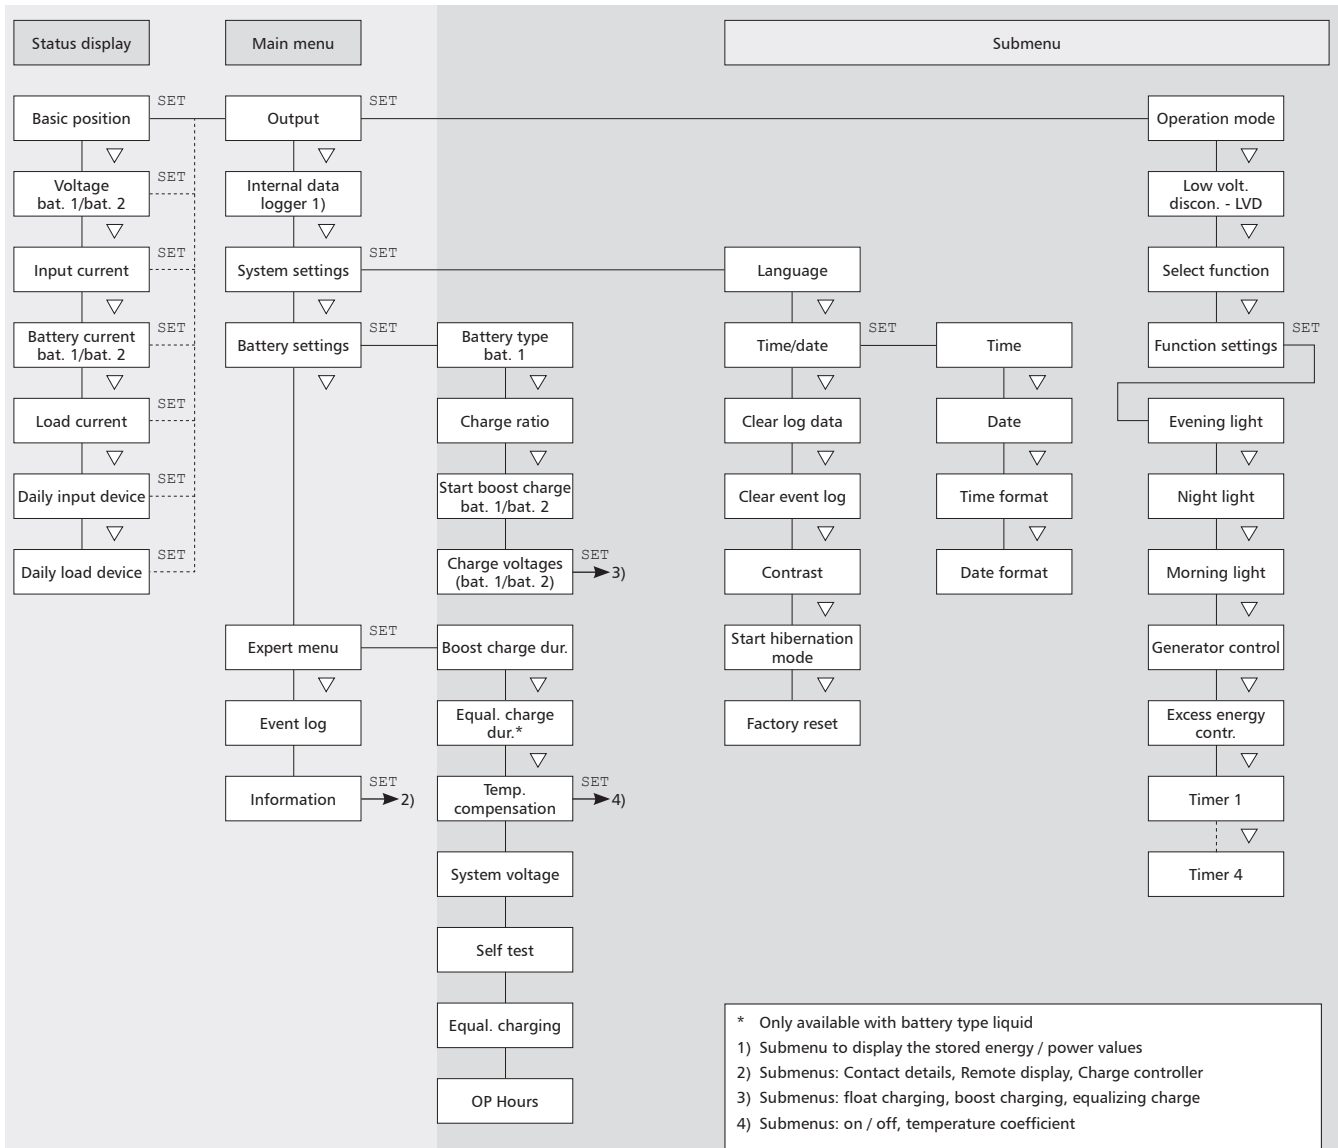 Status display
Main menu
Submenu
Basic position
SET
Output
SET
Operation mode
Voltage
bat. 1/bat. 2
SET
Internal data
logger 1)
Low volt.
discon. - LVD
Input current
SET
System settings
SET
Language
Select function
Battery current
bat. 1/bat. 2
SET
Battery settings
SET
Battery type
bat. 1
Time/date
SET
Time
Function settings
SET
Load current
SET
Charge ratio
Clear log data
Date
Evening light
Daily input device
SET
Start boost charge
bat. 1/bat. 2
Clear event log
Time format
Night light
Daily load device
SET
Charge voltages
(bat. 1/bat. 2)
SET
3)
Contrast
Date format
Morning light
Expert menu
SET
Boost charge dur.
Start hibernation
mode
Generator control
Event log
Equal. charge
dur.*
Factory reset
Excess energy
contr.
Information
SET
2)
Temp.
compensation
SET
4)
Timer 1
System voltage
Timer 4
Self test
Equal. charging
OP Hours
* Only available with battery type liquid
1) Submenu to display the stored energy / power values
2) Submenus: Contact details, Remote display, Charge controller
3) Submenus: float charging, boost charging, equalizing charge
4) Submenus: on / off, temperature coefficient